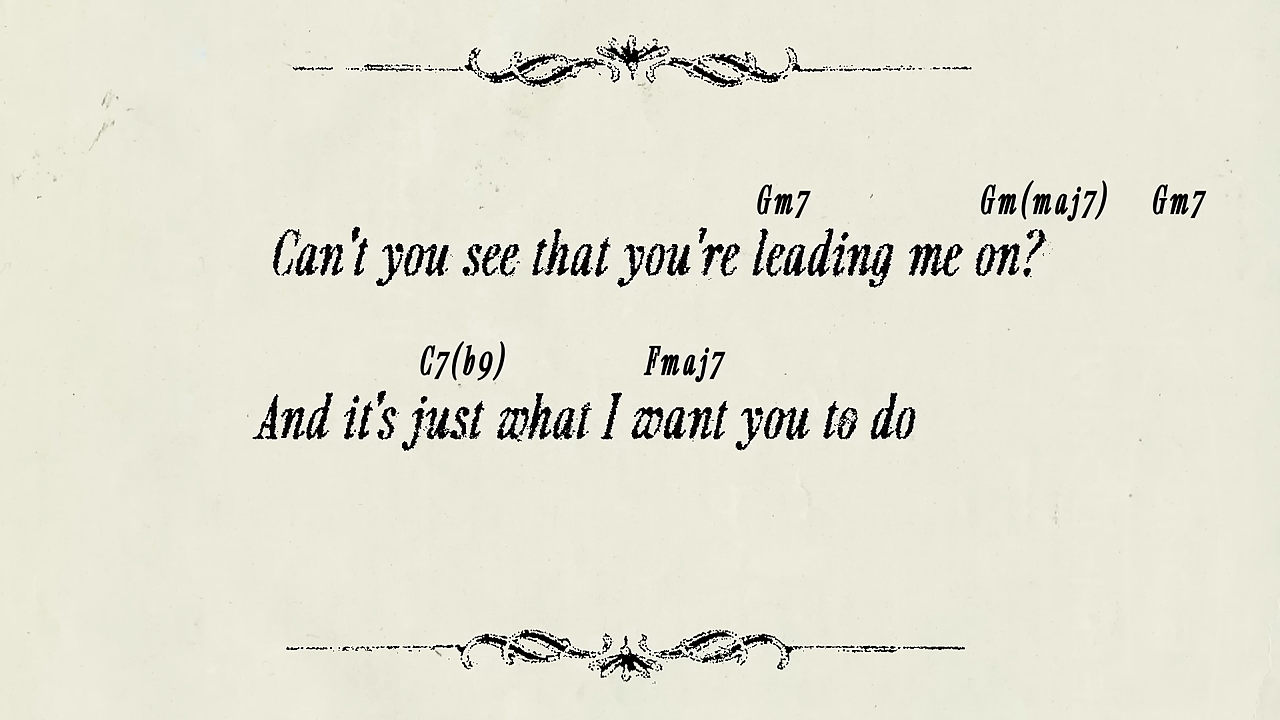 Gm7 Gm(maj7) Gm7
Can't you see that you're leading me on?
C7(b9) Fmaj7
And it's just what I want you to do